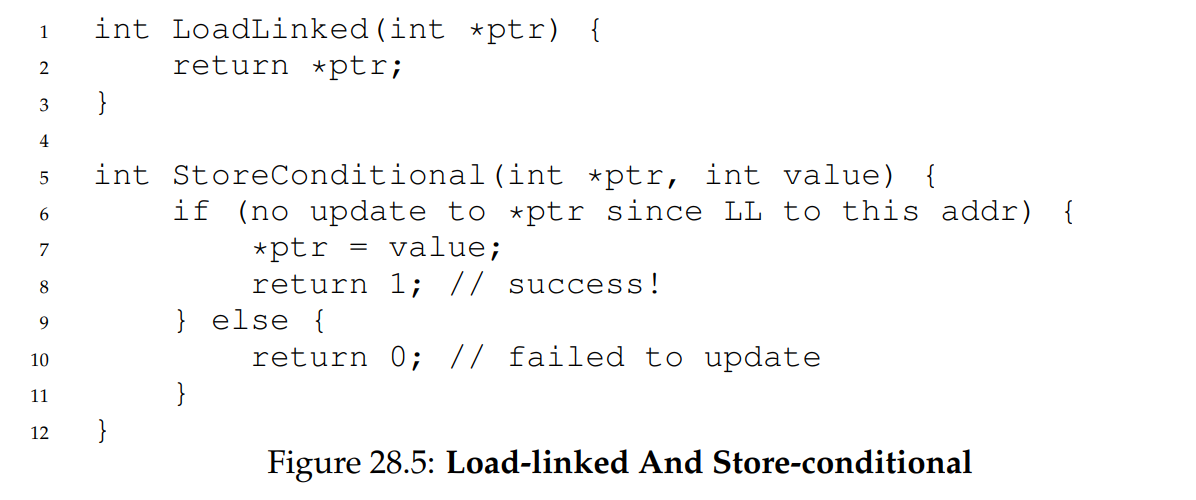 1 int LoadLinked(int *ptr) {
2 return *ptr;
3 }
4
5 int StoreConditional(int *ptr, int value) {
6 if (no update to *ptr since LL to this addr) {
7 *ptr = value;
8 return 1; // success!
9 } else {
10 return 0; // failed to update
11 }
12 }
Figure 28.5: Load-linked And Store-conditional